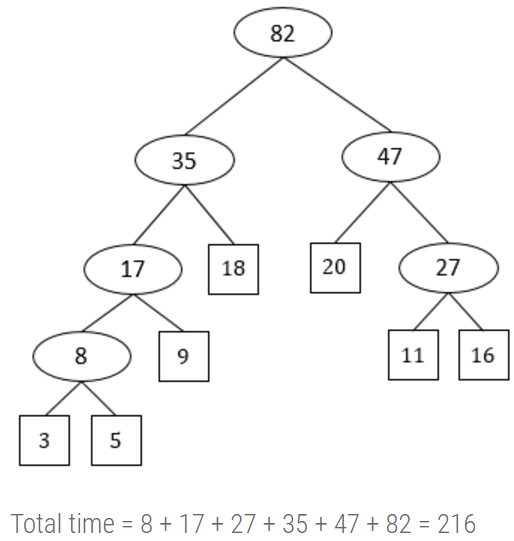 82
35 47
17 18 20 27
8 9 11 16
3 5
Total time = 8 + 17 + 27 + 35 + 47 + 82 = 216